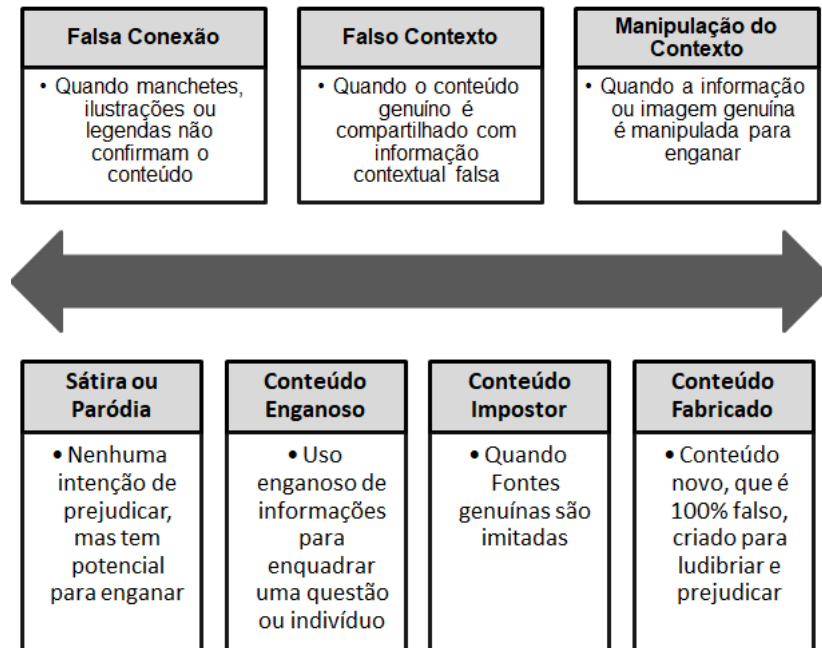 Falsa Conexão
• Quando manchetes,
ilustrações ou
legendas não
confirmam o
conteúdo
Falso Contexto
• Quando o conteúdo
genuíno é
compartilhado com
informação
contextual falsa
Manipulação do
Contexto
• Quando a informação
ou imagem genuína
é manipulada para
enganar
Sátira ou
Paródia
• Nenhuma
intenção de
prejudicar,
mas tem
potencial
para enganar
Conteúdo
Enganoso
• Uso
enganoso de
informações
para
enquadrar
uma questão
ou indivíduo
Conteúdo
Impostor
• Quando
Fontes
genuínas são
imitadas
Conteúdo
Fabricado
• Conteúdo
novo, que é
100% falso,
criado para
ludibriar e
prejudicar